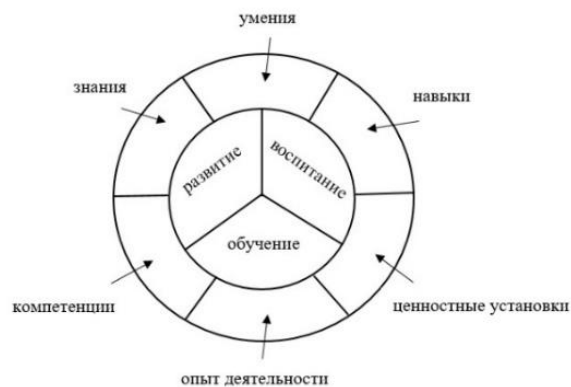 умения
знания
навыки
развитие
воспитание
обучение
компетенции
ценностные установки
опыт деятельности